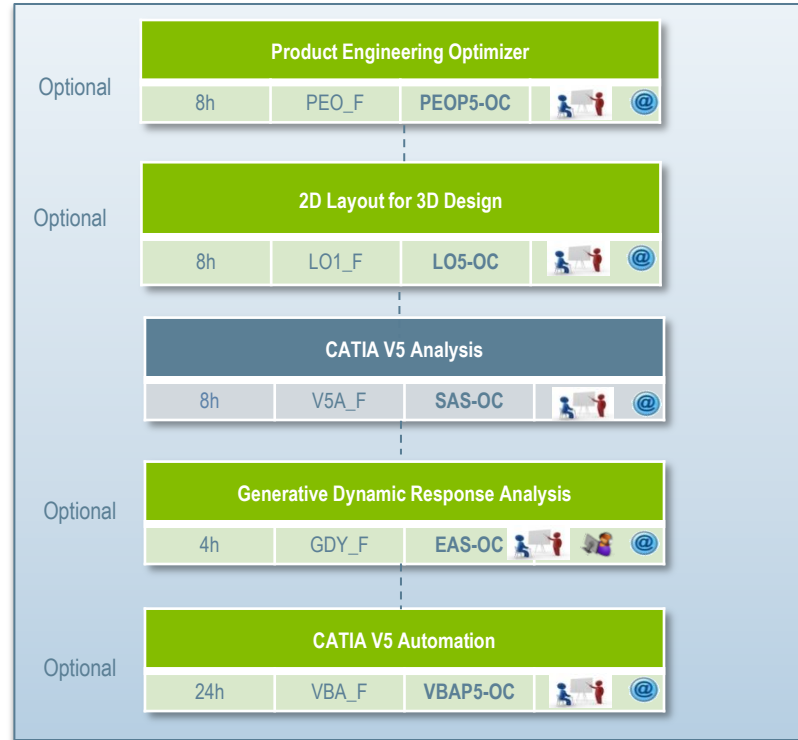 Product Engineering Optimizer
Optional
8h PEO_F PEOP5-OC @
2D Layout for 3D Design
Optional
8h LO1_F LO5-OC @
CATIA V5 Analysis
8h V5A_F SAS-OC @
Generative Dynamic Response Analysis
Optional
4h GDY_F EAS-OC @
CATIA V5 Automation
Optional
24h VBA_F VBAP5-OC @